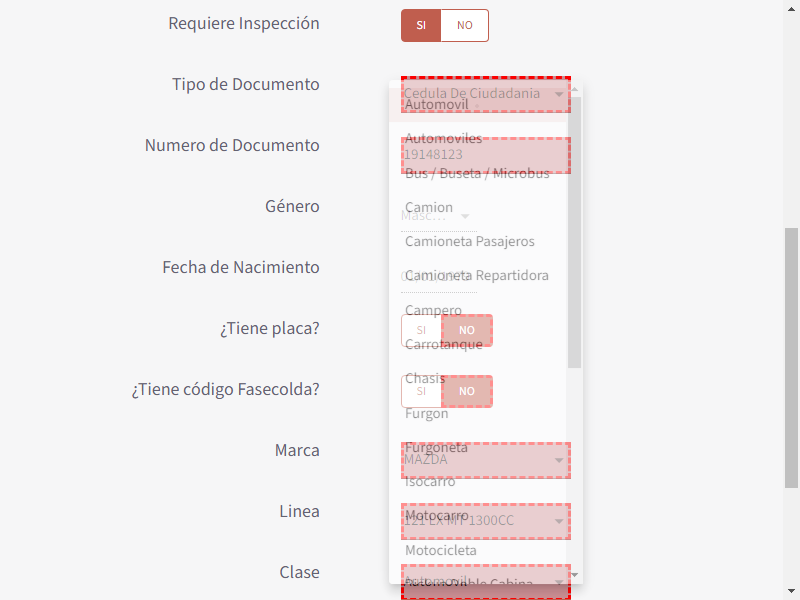 Requiere Inspección
SI NO
Tipo de Documento
Cedula De Ciudadania
Automovil
Numero de Documento
Automoviles
19148123
Bus / Buseta / Microbus
Género
Camion
Masc...
Camioneta Pasajeros
Fecha de Nacimiento
Camioneta Repartidora
Campero
¿Tiene placa?
SI NO
Carrotanque
Chasis
¿Tiene código Fasecolda?
SI NO
Furgon
Marca
Furgoneta
MAZDA
Isocarro
Linea
Motocarro
121 LX MT 1300CC
Motocicleta
Clase
Automovil
Cabina